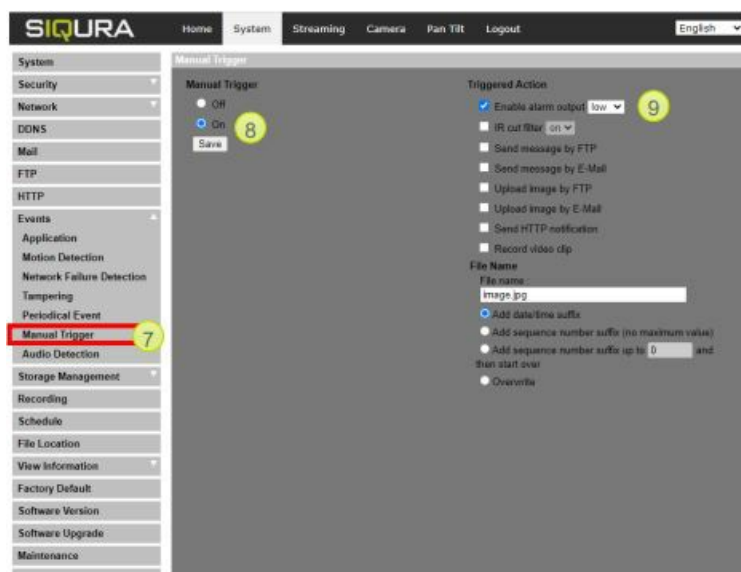 SIQURA
Home System Streaming Camera Pan Tilt Logout English
System
Security
Network
DDNS
Mail
FTP
HTTP
Events
Application
Motion Detection
Network Failure Detection
Tampering
Periodical Event
Manual Trigger 7
Audio Detection
Storage Management
Recording
Schedule
File Location
View Information
Factory Default
Software Version
Software Upgrade
Maintenance
Manual Trigger
Manual Trigger
Off
On 8
Save
Triggered Action
Enable alarm output low 9
IR cut filter on
Send message by FTP
Send message by E-Mail
Upload image by FTP
Upload image by E-Mail
Send HTTP notification
Record video clip
File Name
File name :
image.jpg
Add date/time suffix
Add sequence number suffix (no maximum value)
Add sequence number suffix up to 0 and
then start over
Overwrite